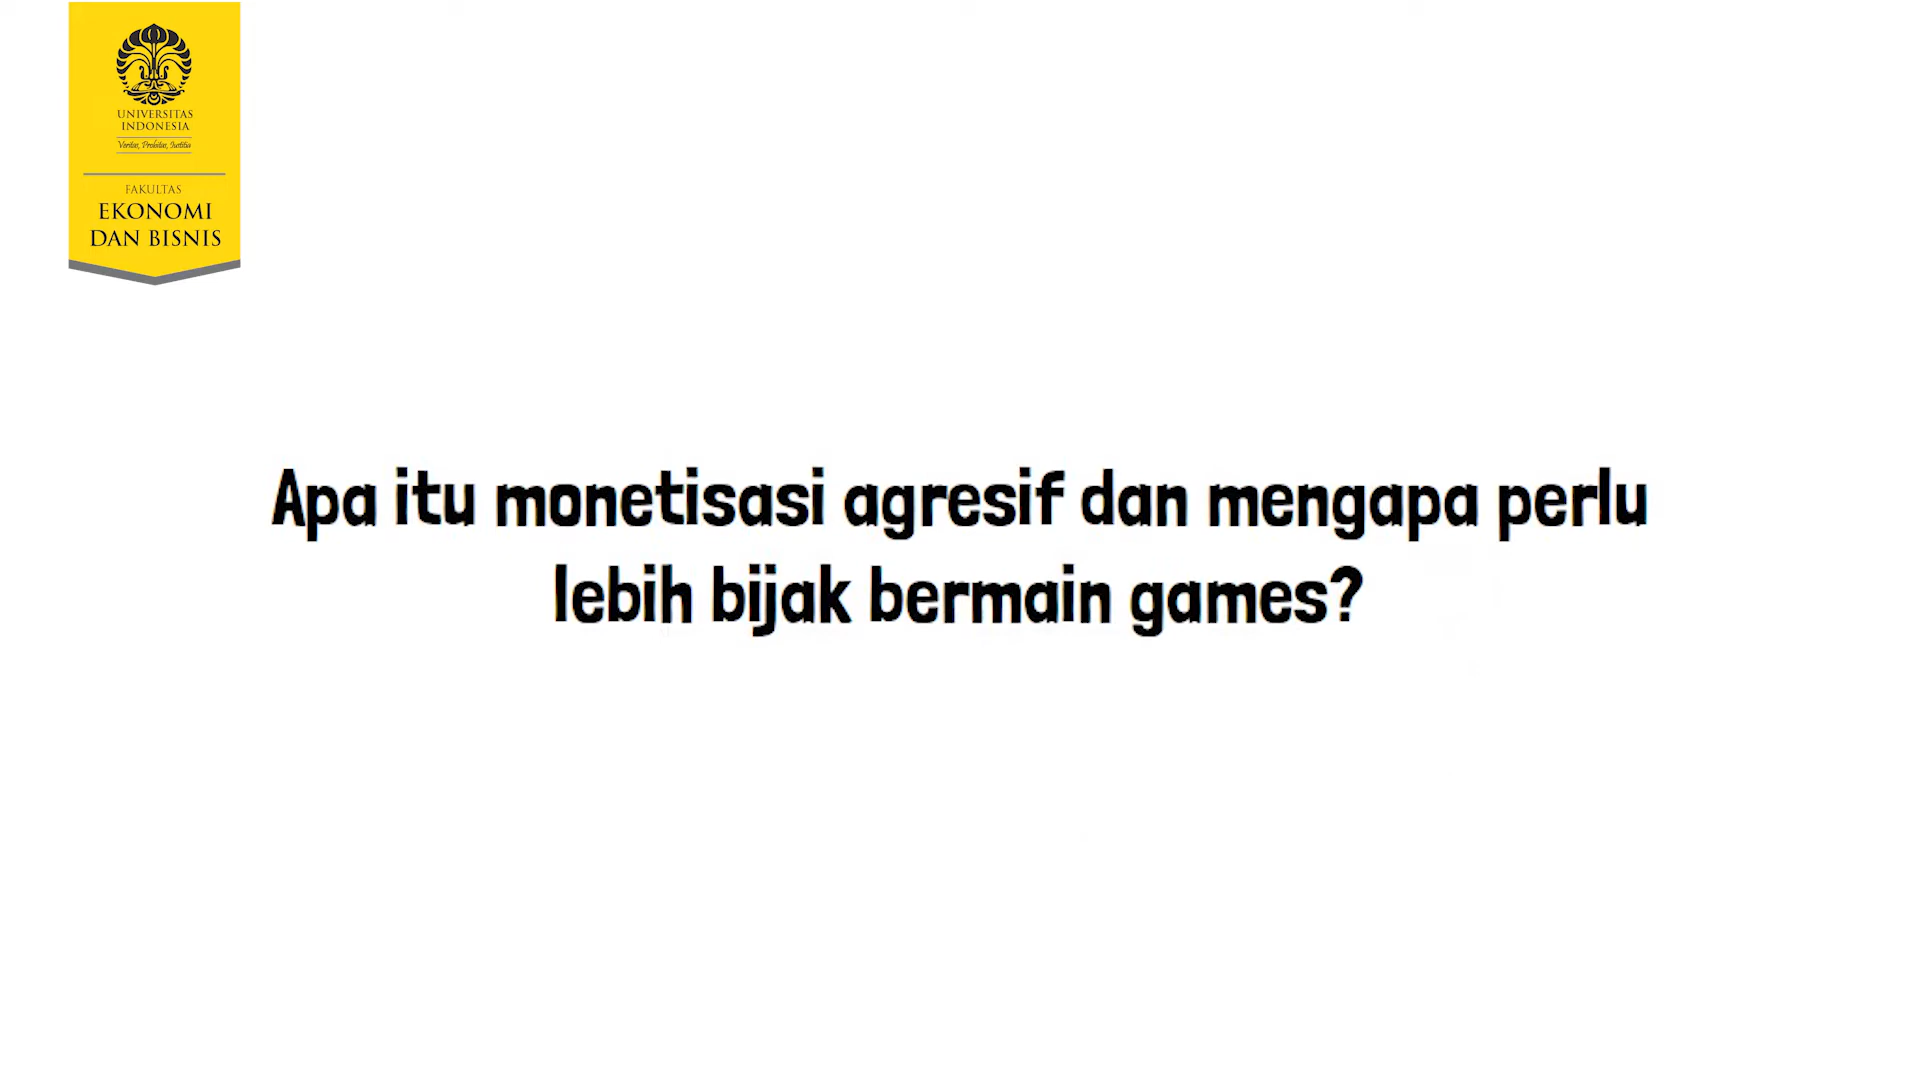 UNIVERSITAS
INDONESIA
Veritas, Probitas, Iustitia
FAKULTAS
EKONOMI
DAN BISNIS
Apa itu monetisasi agresif dan mengapa perlu
lebih bijak bermain games?